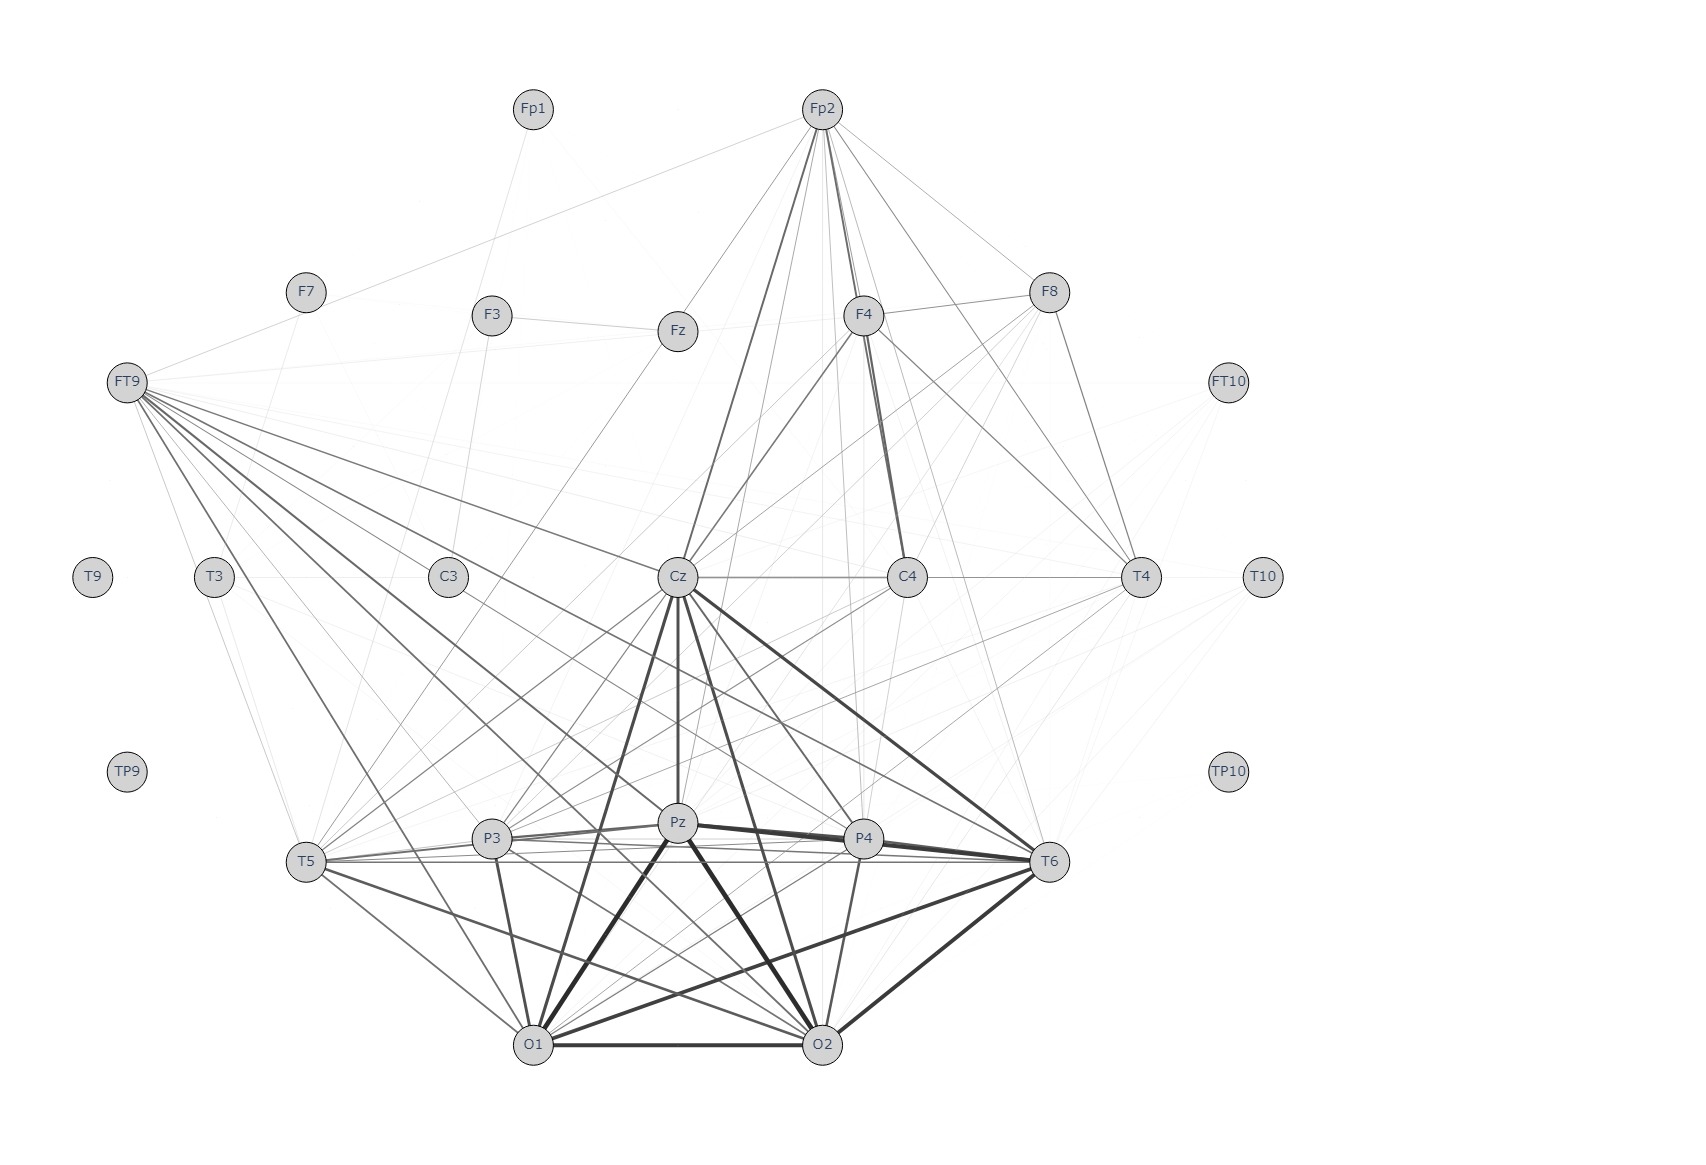 Fp1 Fp2
F7 F3 Fz F4 F8
FT9 FT10
T9 T3 C3 Cz C4 T4 T10
TP9 TP10
T5 P3 Pz P4 T6
O1 O2